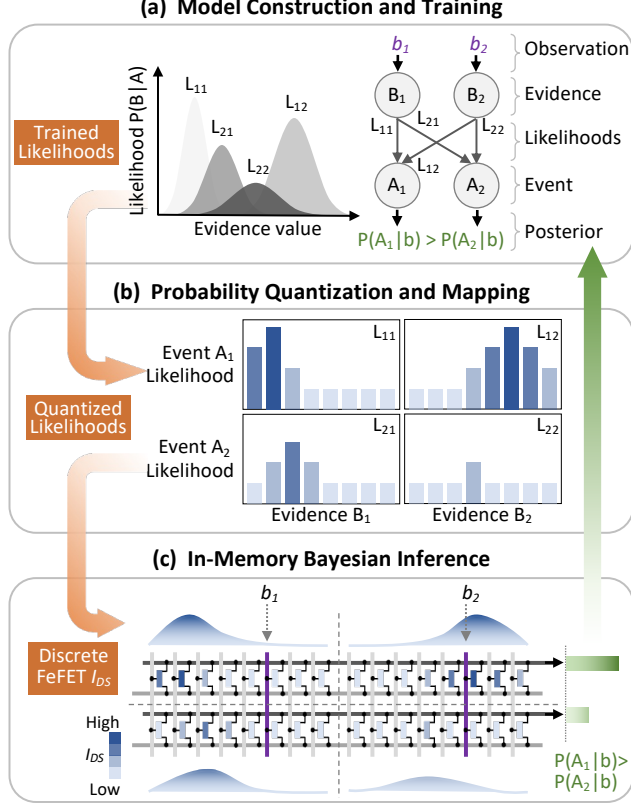 (a) Model Construction and Training
Trained
Likelihoods
Likelihood P(B|A)
L11
L21
L22
L12
Evidence value
b1
b2
B1
B2
L11
L21
L22
L12
A1
A2
P(A1|b) > P(A2|b)
Observation
Evidence
Likelihoods
Event
Posterior
(b) Probability Quantization and Mapping
Quantized
Likelihoods
Event A1
Likelihood
L11
L12
Event A2
Likelihood
L21
L22
Evidence B1
Evidence B2
(c) In-Memory Bayesian Inference
Discrete
FeFET IDS
b1
b2
High
IDS
Low
P(A1|b)>
P(A2|b)